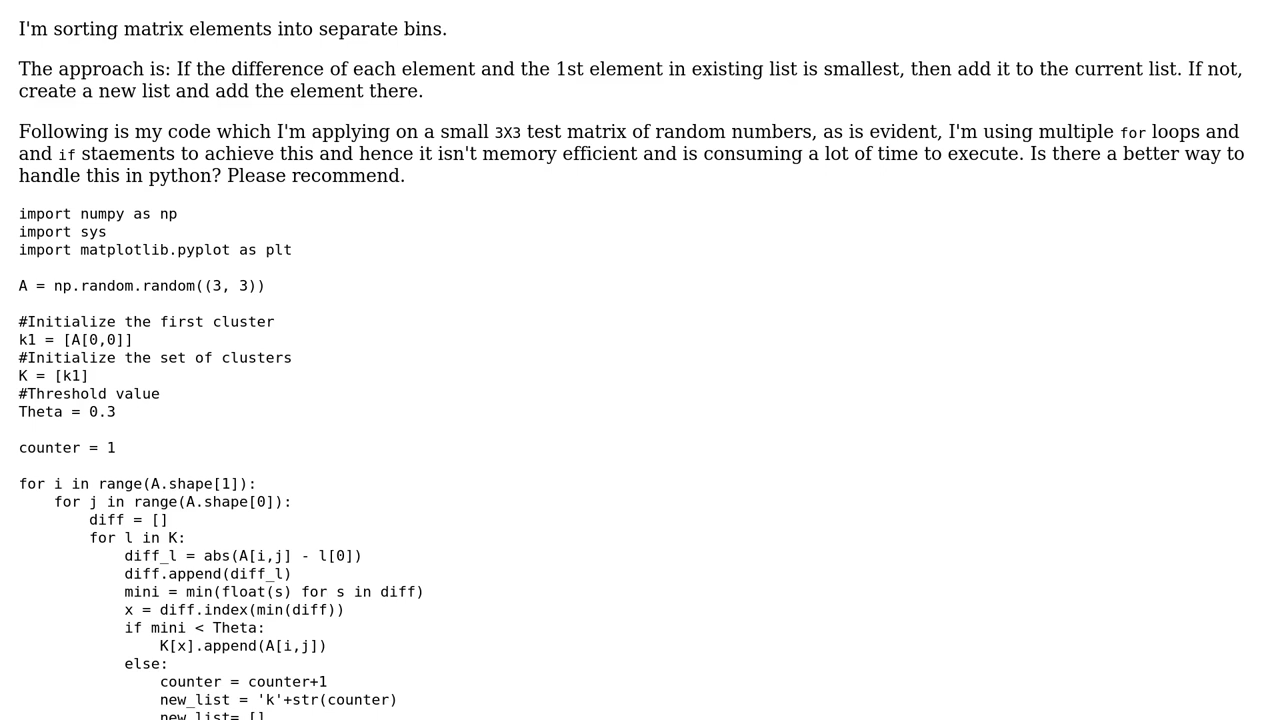 I'm sorting matrix elements into separate bins.
The approach is: If the difference of each element and the 1st element in existing list is smallest, then add it to the current list. If not,
create a new list and add the element there.
Following is my code which I'm applying on a small 3X3 test matrix of random numbers, as is evident, I'm using multiple for loops and
and if staements to achieve this and hence it isn't memory efficient and is consuming a lot of time to execute. Is there a better way to
handle this in python? Please recommend.
import numpy as np
import sys
import matplotlib.pyplot as plt
A = np.random.random((3, 3))
#Initialize the first cluster
k1 = [A[0,0]]
#Initialize the set of clusters
K = [k1]
#Threshold value
Theta = 0.3
counter = 1
for i in range(A.shape[1]):
    for j in range(A.shape[0]):
        diff = []
        for l in K:
            diff_l = abs(A[i,j] - l[0])
            diff.append(diff_l)
            mini = min(float(s) for s in diff)
            x = diff.index(min(diff))
            if mini < Theta:
                K[x].append(A[i,j])
            else:
                counter = counter+1
                new_list = 'k'+str(counter)
                new_list= []